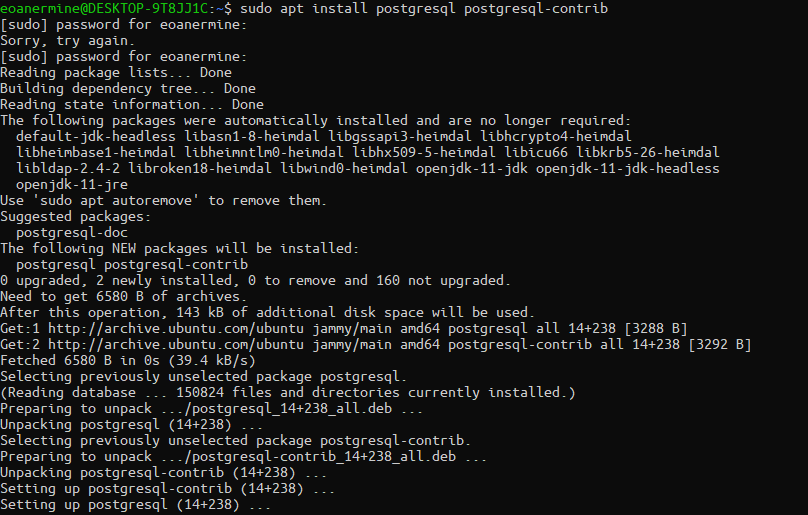 eoanermine@DESKTOP-9T8JJ1C:~$ sudo apt install postgresql postgresql-contrib
[sudo] password for eoanermine:
Sorry, try again.
[sudo] password for eoanermine:
Reading package lists... Done
Building dependency tree... Done
Reading state information... Done
The following packages were automatically installed and are no longer required:
  default-jdk-headless libasn1-8-heimdal libgssapi3-heimdal libhcrypto4-heimdal
  libheimbase1-heimdal libheimntlm0-heimdal libhx509-5-heimdal libicu66 libkrb5-26-heimdal
  libldap-2.4-2 libroken18-heimdal libwind0-heimdal openjdk-11-jdk openjdk-11-jdk-headless
  openjdk-11-jre
Use 'sudo apt autoremove' to remove them.
Suggested packages:
  postgresql-doc
The following NEW packages will be installed:
  postgresql postgresql-contrib
0 upgraded, 2 newly installed, 0 to remove and 160 not upgraded.
Need to get 6580 B of archives.
After this operation, 143 kB of additional disk space will be used.
Get:1 http://archive.ubuntu.com/ubuntu jammy/main amd64 postgresql all 14+238 [3288 B]
Get:2 http://archive.ubuntu.com/ubuntu jammy/main amd64 postgresql-contrib all 14+238 [3292 B]
Fetched 6580 B in 0s (39.4 kB/s)
Selecting previously unselected package postgresql.
(Reading database ... 150824 files and directories currently installed.)
Preparing to unpack .../postgresql_14+238_all.deb ...
Unpacking postgresql (14+238) ...
Selecting previously unselected package postgresql-contrib.
Preparing to unpack .../postgresql-contrib_14+238_all.deb ...
Unpacking postgresql-contrib (14+238) ...
Setting up postgresql-contrib (14+238) ...
Setting up postgresql (14+238) ...